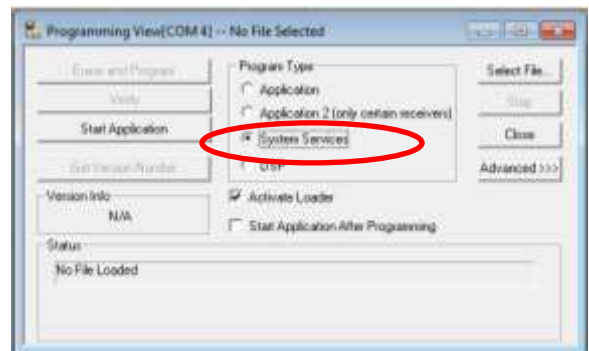 Programming View[COM 4] -- No File Selected
Erase and Program
Verify
Start Application
Get Version Number
Version Info
N/A
Program Type
Application
Application 2 (only certain receivers)
System Services
DSP
Activate Loader
Start Application After Programming
Select File...
Stop
Close
Advanced >>>
Status
No File Loaded